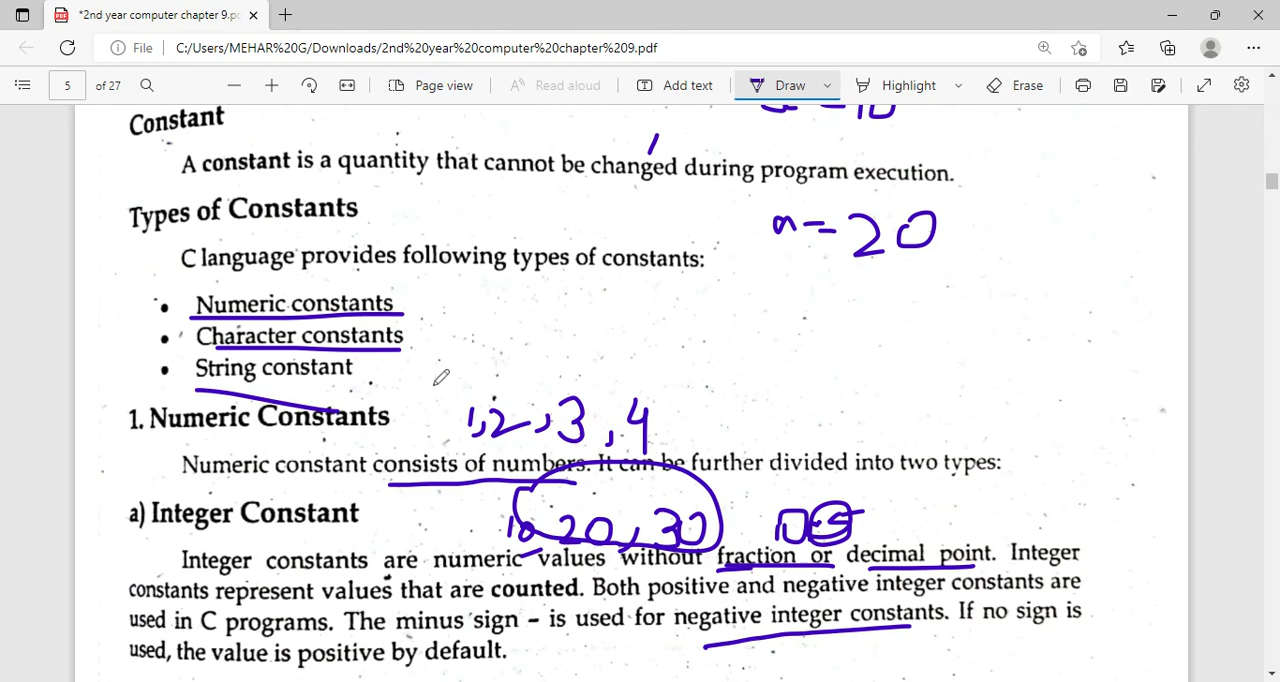 *2nd year computer chapter 9.p
File C:/Users/MEHAR%20G/Downloads/2nd%20year%20computer%20chapter%209.pdf
5 of 27 Page view Read aloud Add text Draw Highlight Erase
= 10
Constant
A constant is a quantity that cannot be changed during program execution.
Types of Constants
n = 20
C language provides following types of constants:
• Numeric constants
• Character constants
• String constant
1. Numeric Constants 1,2,3,4
Numeric constant consists of numbers. It can be further divided into two types:
a) Integer Constant 10 20,30 10.5
Integer constants are numeric values without fraction or decimal point. Integer
constants represent values that are counted. Both positive and negative integer constants are
used in C programs. The minus sign – is used for negative integer constants. If no sign is
used, the value is positive by default.